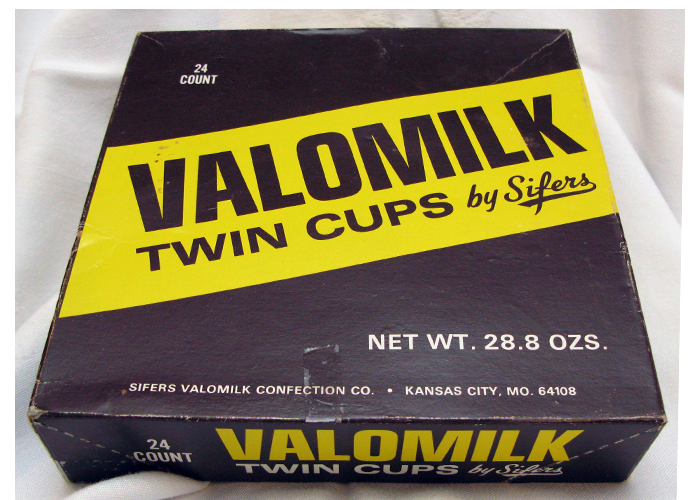 24
COUNT
VALOMILK
TWIN CUPS by Sifers
NET WT. 28.8 OZS.
SIFERS VALOMILK CONFECTION CO. • KANSAS CITY, MO. 64108
24
COUNT
VALOMILK
TWIN CUPS by Sifers